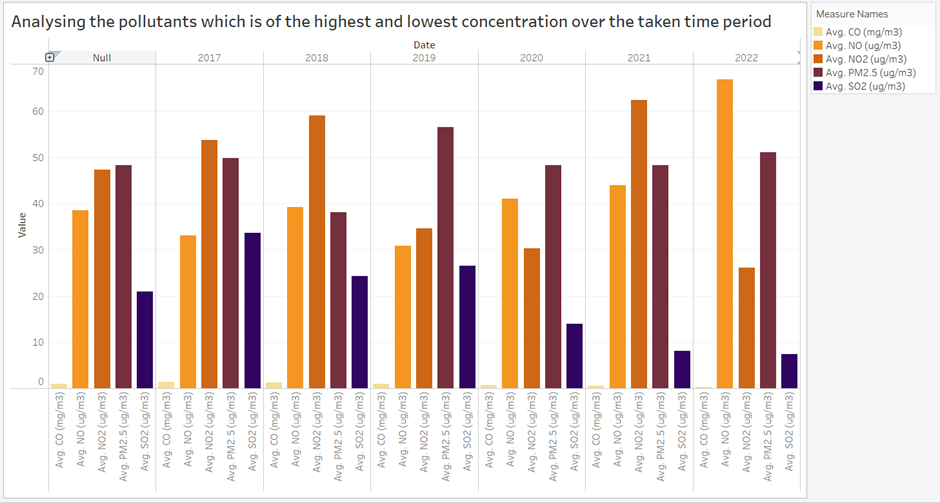 Analysing the pollutants which is of the highest and lowest concentration over the taken time period
Date
Null 2017 2018 2019 2020 2021 2022
Value
70
60
50
40
30
20
10
0
Avg. CO (mg/m3)
Avg. NO (ug/m3)
Avg. NO2 (ug/m3)
Avg. PM2.5 (ug/m3)
Avg. SO2 (ug/m3)
Avg. CO (mg/m3)
Avg. NO (ug/m3)
Avg. NO2 (ug/m3)
Avg. PM2.5 (ug/m3)
Avg. SO2 (ug/m3)
Avg. CO (mg/m3)
Avg. NO (ug/m3)
Avg. NO2 (ug/m3)
Avg. PM2.5 (ug/m3)
Avg. SO2 (ug/m3)
Avg. CO (mg/m3)
Avg. NO (ug/m3)
Avg. NO2 (ug/m3)
Avg. PM2.5 (ug/m3)
Avg. SO2 (ug/m3)
Avg. CO (mg/m3)
Avg. NO (ug/m3)
Avg. NO2 (ug/m3)
Avg. PM2.5 (ug/m3)
Avg. SO2 (ug/m3)
Avg. CO (mg/m3)
Avg. NO (ug/m3)
Avg. NO2 (ug/m3)
Avg. PM2.5 (ug/m3)
Avg. SO2 (ug/m3)
Avg. CO (mg/m3)
Avg. NO (ug/m3)
Avg. NO2 (ug/m3)
Avg. PM2.5 (ug/m3)
Avg. SO2 (ug/m3)
Measure Names
Avg. CO (mg/m3)
Avg. NO (ug/m3)
Avg. NO2 (ug/m3)
Avg. PM2.5 (ug/m3)
Avg. SO2 (ug/m3)